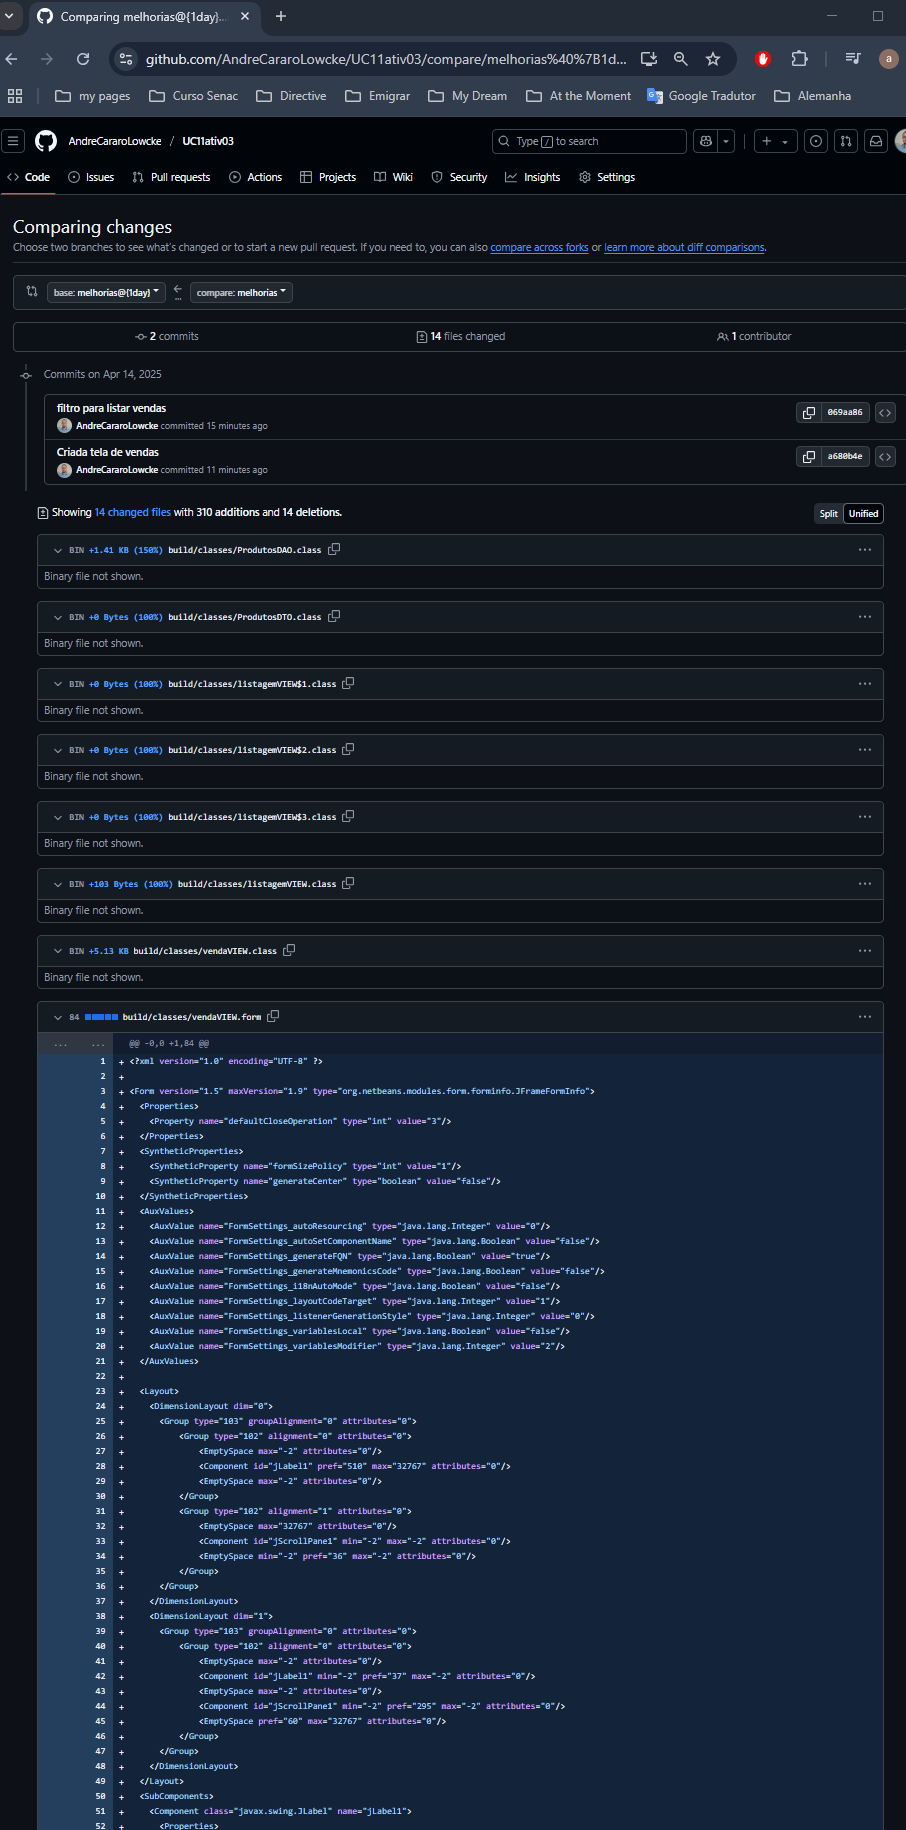 Comparing melhorias@{1day}...
github.com/AndreCararoLowcke/UC11ativ03/compare/melhorias%40%7B1d...
a
my pages Curso Senac Directive Emigrar My Dream At the Moment Google Tradutor Alemanha
AndreCararoLowcke / UC11ativ03
Type / to search
Code Issues Pull requests Actions Projects Wiki Security Insights Settings
Comparing changes
Choose two branches to see what's changed or to start a new pull request. If you need to, you can also compare across forks or learn more about diff comparisons.
base: melhorias@{1day} ... compare: melhorias
2 commits 14 files changed 1 contributor
Commits on Apr 14, 2025
filtro para listar vendas
AndreCararoLowcke committed 15 minutes ago
069aa86
Criada tela de vendas
AndreCararoLowcke committed 11 minutes ago
a680b4e
Showing 14 changed files with 310 additions and 14 deletions.
Split Unified
BIN +1.41 KB (150%) build/classes/ProdutosDAO.class
Binary file not shown.
BIN +0 Bytes (100%) build/classes/ProdutosDTO.class
Binary file not shown.
BIN +0 Bytes (100%) build/classes/listagemVIEW$1.class
Binary file not shown.
BIN +0 Bytes (100%) build/classes/listagemVIEW$2.class
Binary file not shown.
BIN +0 Bytes (100%) build/classes/listagemVIEW$3.class
Binary file not shown.
BIN +103 Bytes (100%) build/classes/listagemVIEW.class
Binary file not shown.
BIN +5.13 KB build/classes/vendaVIEW.class
Binary file not shown.
84 build/classes/vendaVIEW.form
... ... @@ -0,0 +1,84 @@
1 + <?xml version="1.0" encoding="UTF-8" ?>
2 +
3 + <Form version="1.5" maxVersion="1.9" type="org.netbeans.modules.form.forminfo.JFrameFormInfo">
4 + <Properties>
5 + <Property name="defaultCloseOperation" type="int" value="3"/>
6 + </Properties>
7 + <SyntheticProperties>
8 + <SyntheticProperty name="formSizePolicy" type="int" value="1"/>
9 + <SyntheticProperty name="generateCenter" type="boolean" value="false"/>
10 + </SyntheticProperties>
11 + <AuxValues>
12 + <AuxValue name="FormSettings_autoResourcing" type="java.lang.Integer" value="0"/>
13 + <AuxValue name="FormSettings_autoSetComponentName" type="java.lang.Boolean" value="false"/>
14 + <AuxValue name="FormSettings_generateFQN" type="java.lang.Boolean" value="true"/>
15 + <AuxValue name="FormSettings_generateMnemonicsCode" type="java.lang.Boolean" value="false"/>
16 + <AuxValue name="FormSettings_i18nAutoMode" type="java.lang.Boolean" value="false"/>
17 + <AuxValue name="FormSettings_layoutCodeTarget" type="java.lang.Integer" value="1"/>
18 + <AuxValue name="FormSettings_listenerGenerationStyle" type="java.lang.Integer" value="0"/>
19 + <AuxValue name="FormSettings_variablesLocal" type="java.lang.Boolean" value="false"/>
20 + <AuxValue name="FormSettings_variablesModifier" type="java.lang.Integer" value="2"/>
21 + </AuxValues>
22 +
23 + <Layout>
24 + <DimensionLayout dim="0">
25 + <Group type="103" groupAlignment="0" attributes="0">
26 + <Group type="102" alignment="0" attributes="0">
27 + <EmptySpace max="-2" attributes="0"/>
28 + <Component id="jLabel1" pref="510" max="32767" attributes="0"/>
29 + <EmptySpace max="-2" attributes="0"/>
30 + </Group>
31 + <Group type="102" alignment="1" attributes="0">
32 + <EmptySpace max="32767" attributes="0"/>
33 + <Component id="jScrollPane1" min="-2" max="-2" attributes="0"/>
34 + <EmptySpace min="-2" pref="36" max="-2" attributes="0"/>
35 + </Group>
36 + </Group>
37 + </DimensionLayout>
38 + <DimensionLayout dim="1">
39 + <Group type="103" groupAlignment="0" attributes="0">
40 + <Group type="102" alignment="0" attributes="0">
41 + <EmptySpace max="-2" attributes="0"/>
42 + <Component id="jLabel1" min="-2" pref="37" max="-2" attributes="0"/>
43 + <EmptySpace max="-2" attributes="0"/>
44 + <Component id="jScrollPane1" min="-2" pref="295" max="-2" attributes="0"/>
45 + <EmptySpace pref="60" max="32767" attributes="0"/>
46 + </Group>
47 + </Group>
48 + </DimensionLayout>
49 + </Layout>
50 + <SubComponents>
51 + <Component class="javax.swing.JLabel" name="jLabel1">
52 + <Properties>